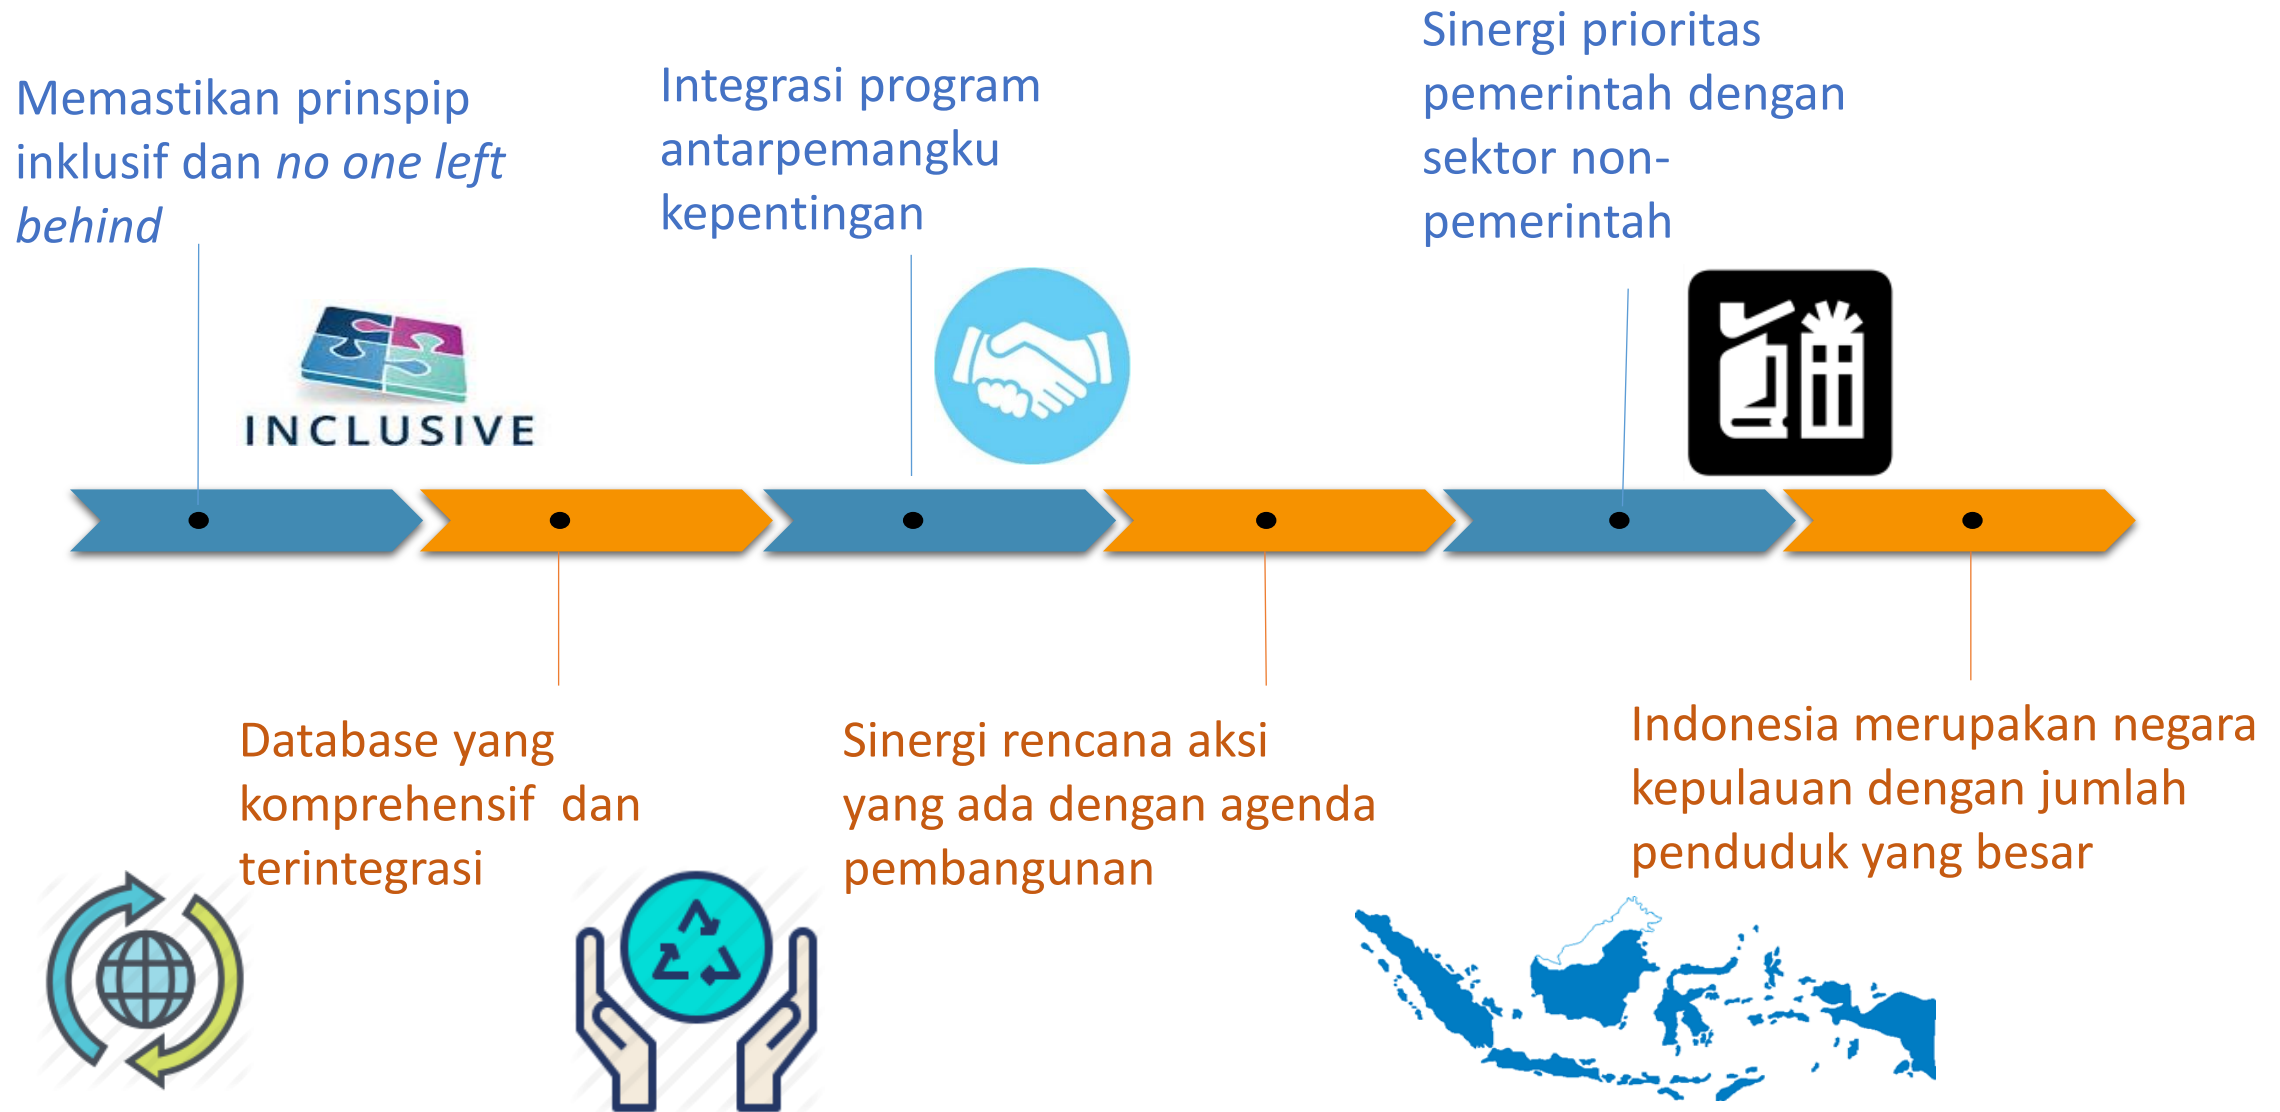 Memastikan prinspip
inklusif dan no one left
behind
INCLUSIVE
Database yang
komprehensif dan
terintegrasi
Integrasi program
antarpemangku
kepentingan
Sinergi rencana aksi
yang ada dengan agenda
pembangunan
Sinergi prioritas
pemerintah dengan
sektor non-
pemerintah
Indonesia merupakan negara
kepulauan dengan jumlah
penduduk yang besar